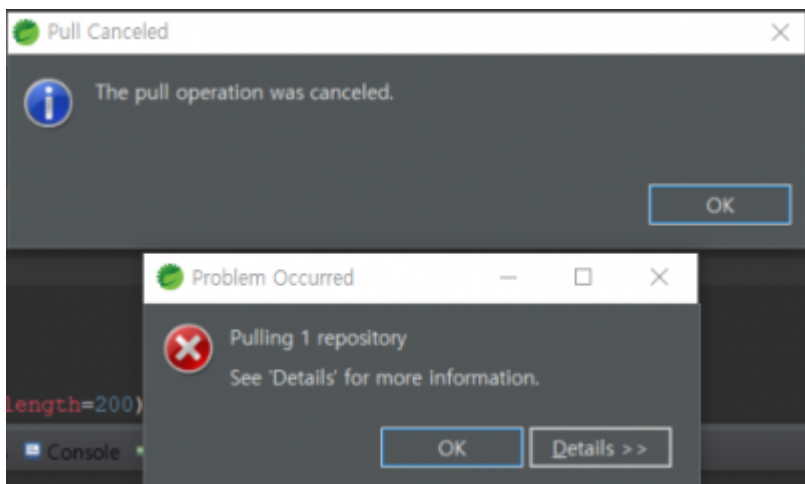 Pull Canceled
The pull operation was canceled.
OK
Problem Occurred
Pulling 1 repository
See 'Details' for more information.
length=200)
OK
Details >>
Console